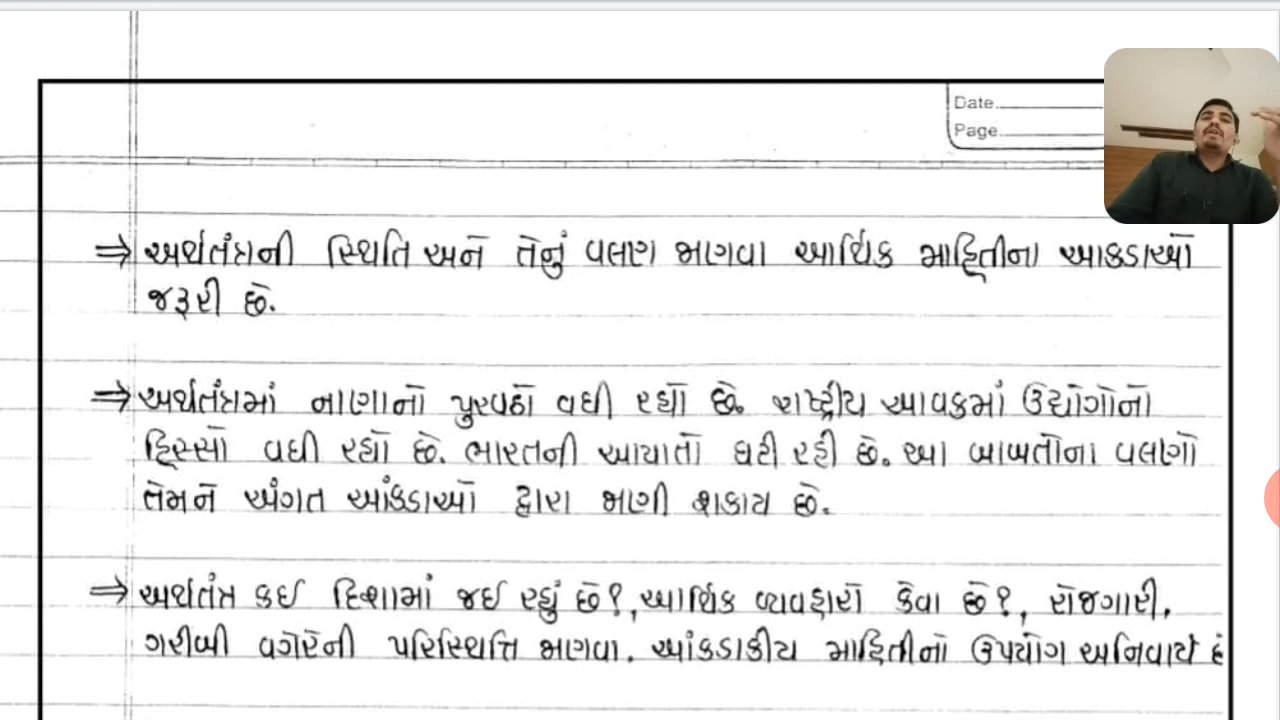 Date.
Page.
⇒ અર્થતંત્રની સ્થિતિ અને તેનું વલણ જાણવા આર્થિક માહિતીના આકડાઓ
જરૂરી છે.
⇒ અર્થતંત્રમાં નાણાનો પુરવઠો વધી રહ્યો છે. રાષ્ટ્રીય આવકમાં ઉદ્યોગોનો
હિસ્સો વધી રહ્યો છે. ભારતની આયાતો ઘટી રહી છે. આ બાબતોના વલણો
તેમને અંગત આંકડાઓ દ્વારા જાણી શકાય છે.
⇒ અર્થતંત્ર કઈ દિશામાં જઈ રહ્યું છે?, આર્થિક વ્યવહારો કેવા છે?, રોજગારી,
ગરીબી વગેરેની પરિસ્થિતિ જાણવા. આંકડાકીય માહિતીનો ઉપયોગ અનિવાર્ય